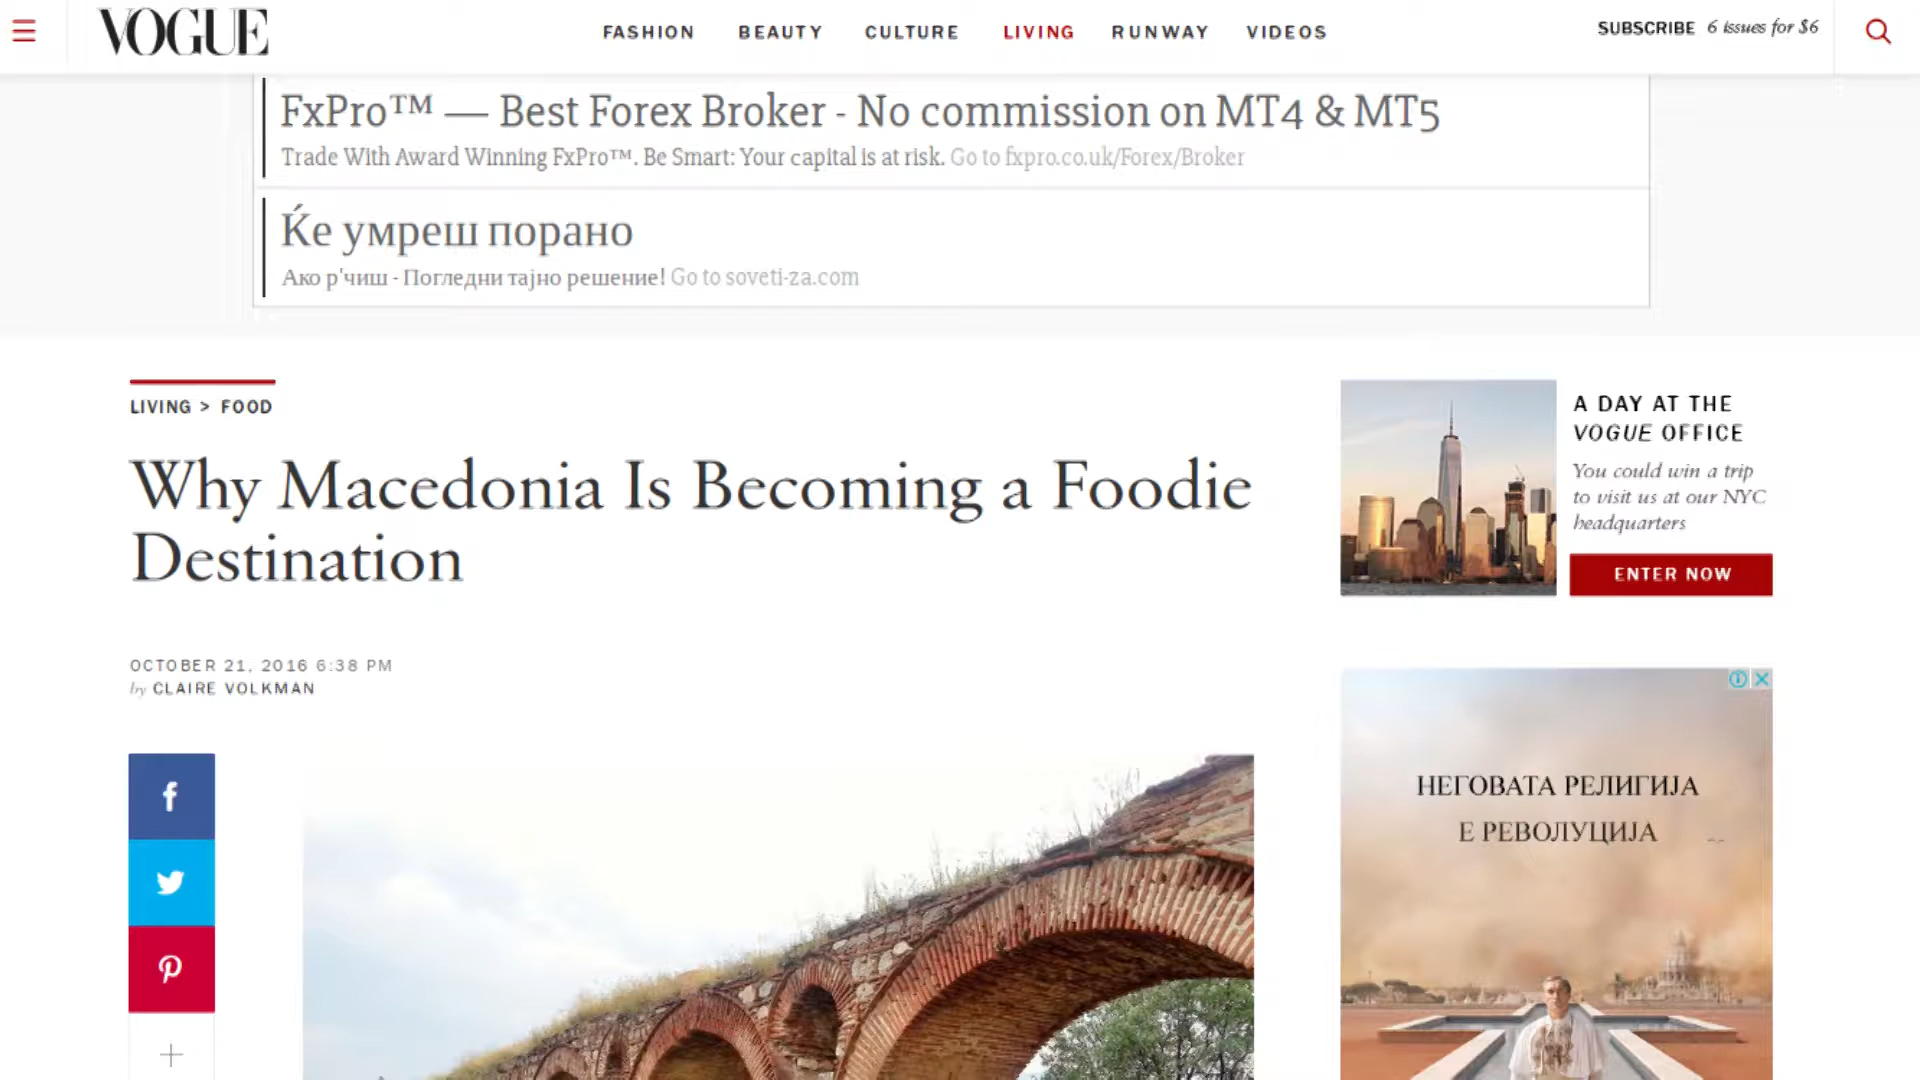 VOGUE
FASHION BEAUTY CULTURE LIVING RUNWAY VIDEOS
SUBSCRIBE 6 issues for $6
FxPro™ — Best Forex Broker - No commission on MT4 & MT5
Trade With Award Winning FxPro™. Be Smart: Your capital is at risk. Go to fxpro.co.uk/Forex/Broker
Ќе умреш порано
Ако р'чиш - Погледни тајно решение! Go to soveti-za.com
LIVING > FOOD
Why Macedonia Is Becoming a Foodie
Destination
OCTOBER 21, 2016 6:38 PM
by CLAIRE VOLKMAN
A DAY AT THE
VOGUE OFFICE
You could win a trip
to visit us at our NYC
headquarters
ENTER NOW
НЕГОВАТА РЕЛИГИЈА
Е РЕВОЛУЦИЈА